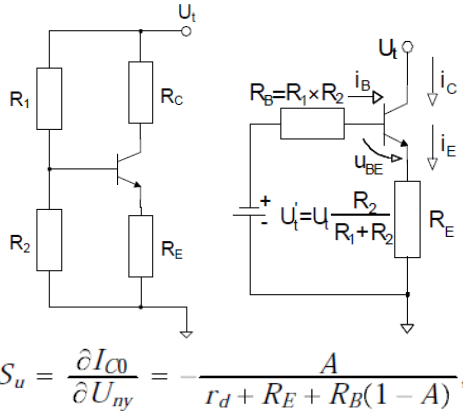 U_t
R_1
R_C
R_2
R_E
U_t
i_B
i_C
R_B=R_1×R_2
i_E
u_BE
+
-
U_t'=U_t R_2/(R_1+R_2)
R_E
S_u = ∂I_C0/∂U_ny = -A/(r_d + R_E + R_B(1 - A)),